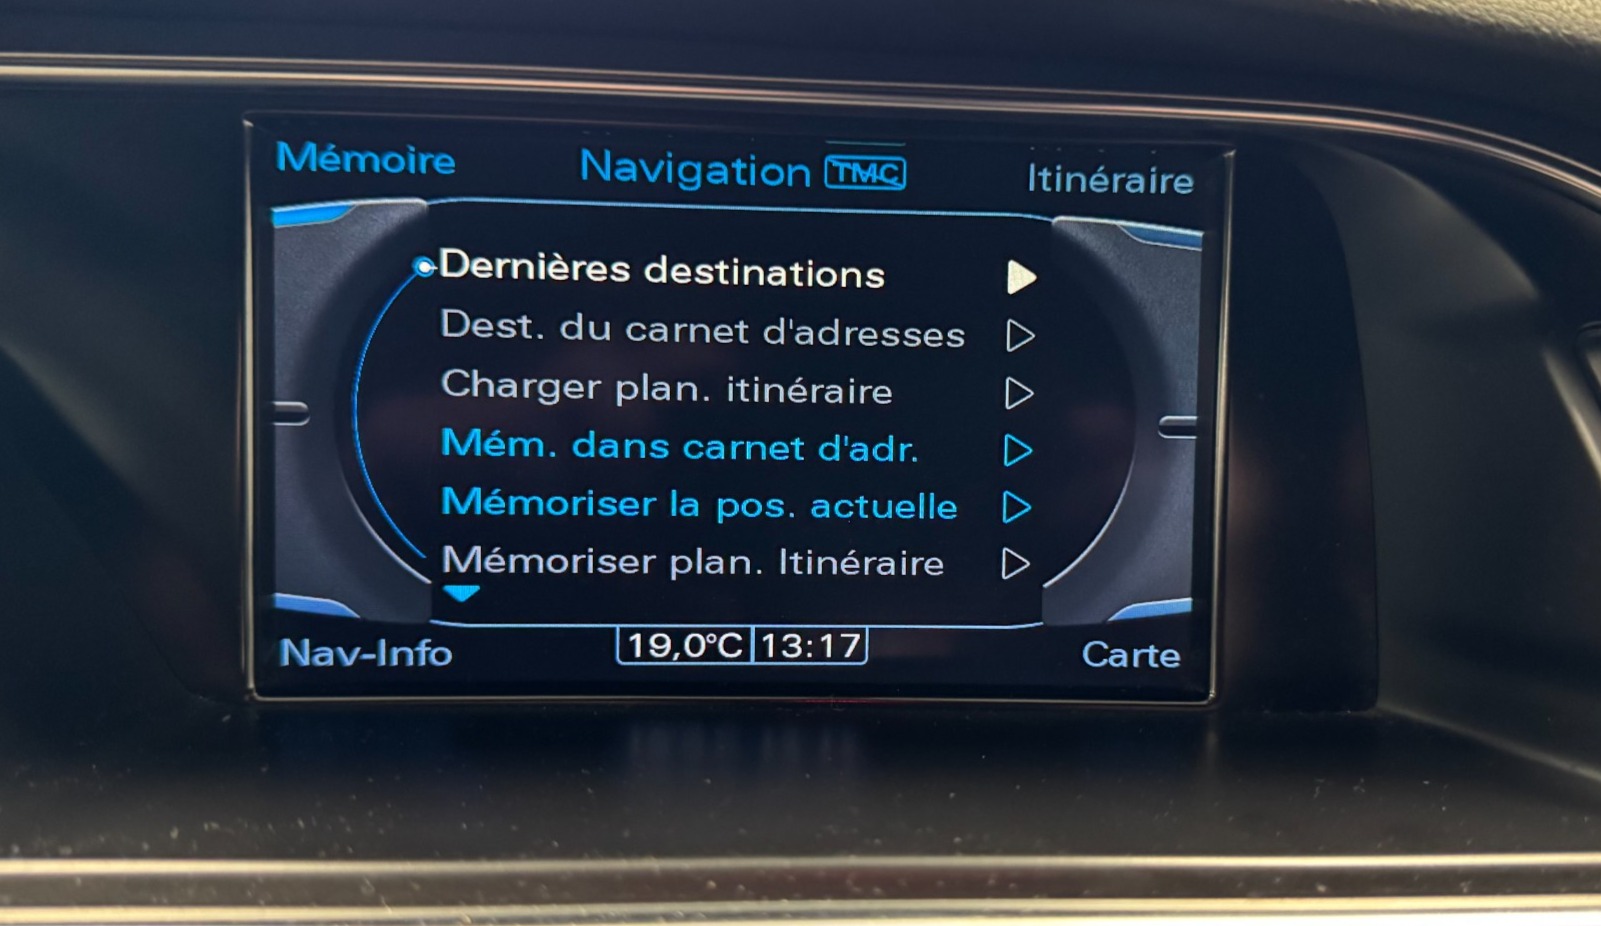 Mémoire
Navigation TMC
Itinéraire
Dernières destinations
Dest. du carnet d'adresses
Charger plan. itinéraire
Mém. dans carnet d'adr.
Mémoriser la pos. actuelle
Mémoriser plan. Itinéraire
Nav-Info
19,0°C 13:17
Carte